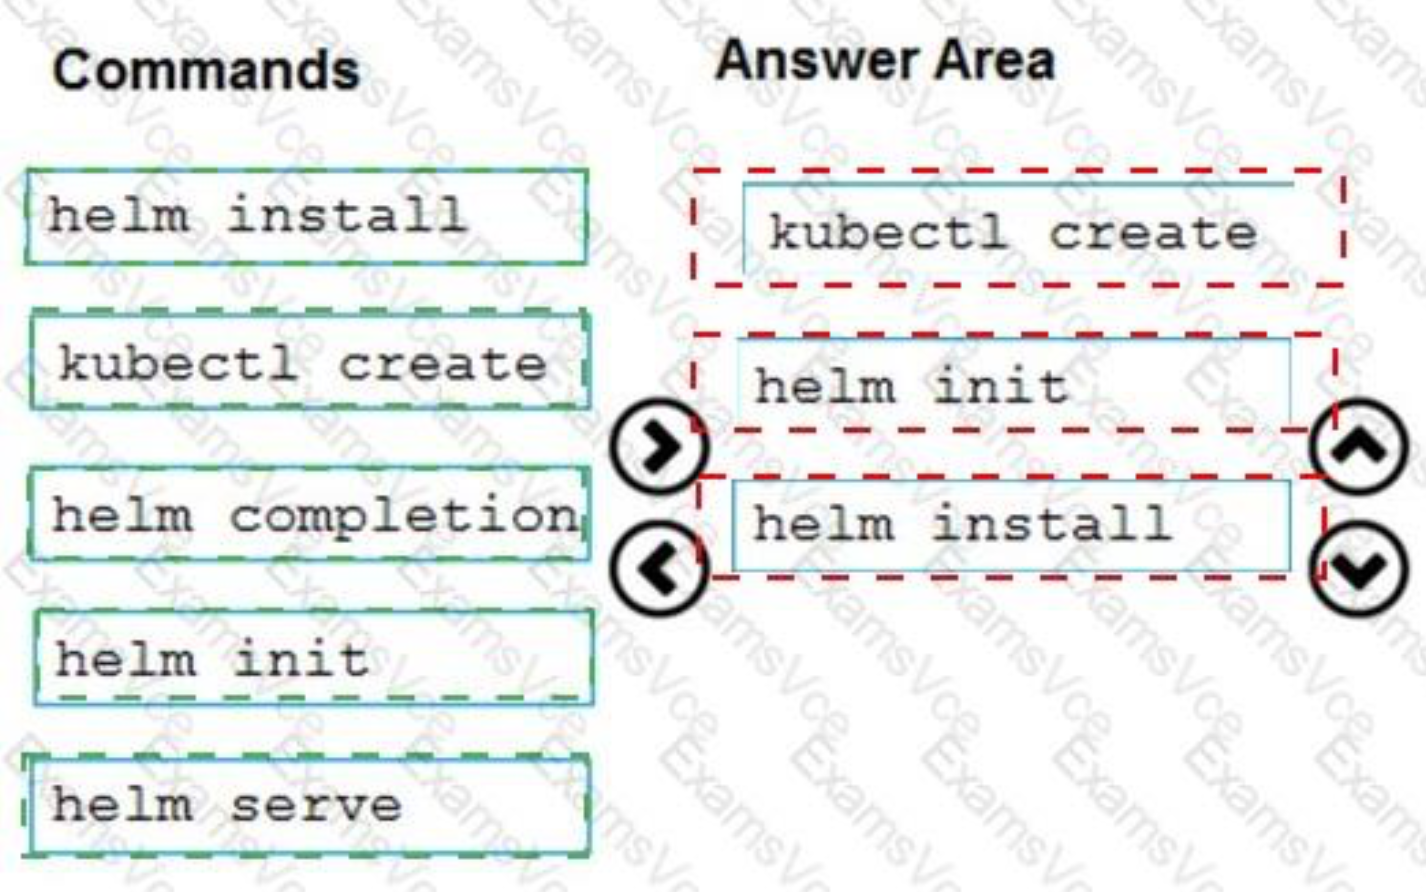 Commands
helm install
kubectl create
helm completion
helm init
helm serve
Answer Area
kubectl create
helm init
helm install
ExamsVce